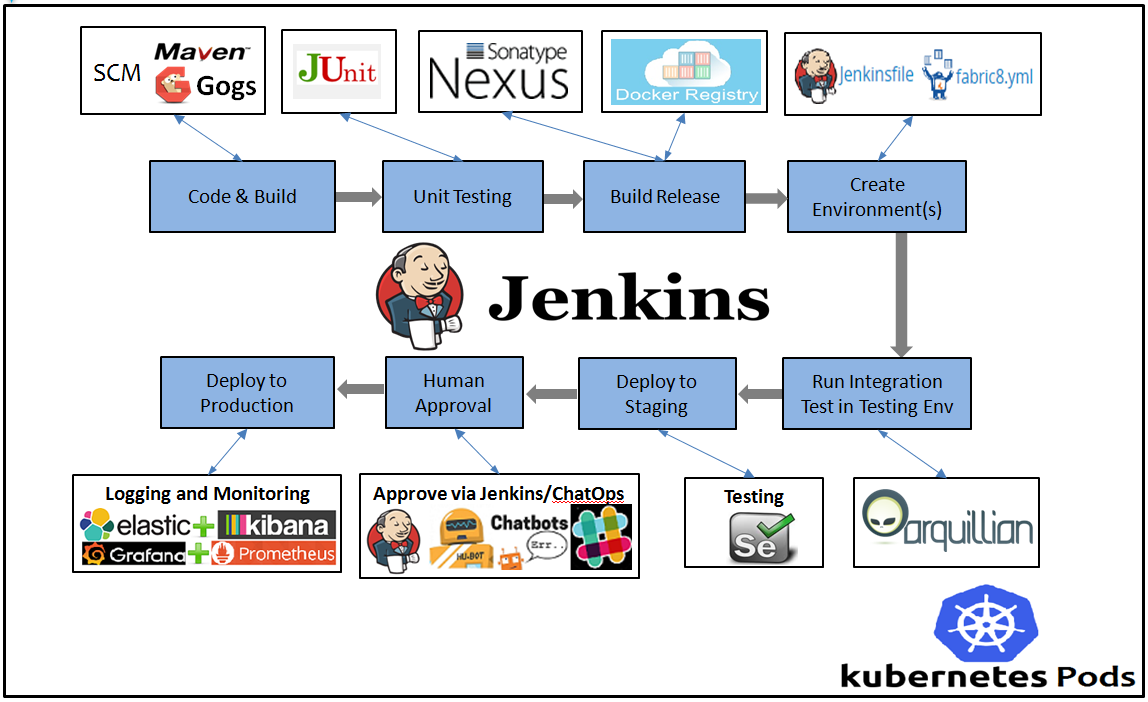 SCM
Maven™
Gogs
JUnit
Sonatype
Nexus
Docker Registry
Jenkinsfile
fabric8.yml
Code & Build
Unit Testing
Build Release
Create
Environment(s)
Jenkins
Deploy to
Production
Human
Approval
Deploy to
Staging
Run Integration
Test in Testing Env
Logging and Monitoring
elastic
kibana
Grafana
Prometheus
Approve via Jenkins/ChatOps
HU-BOT
Chatbots
Err..
Testing
Se
arquillian
kubernetes Pods